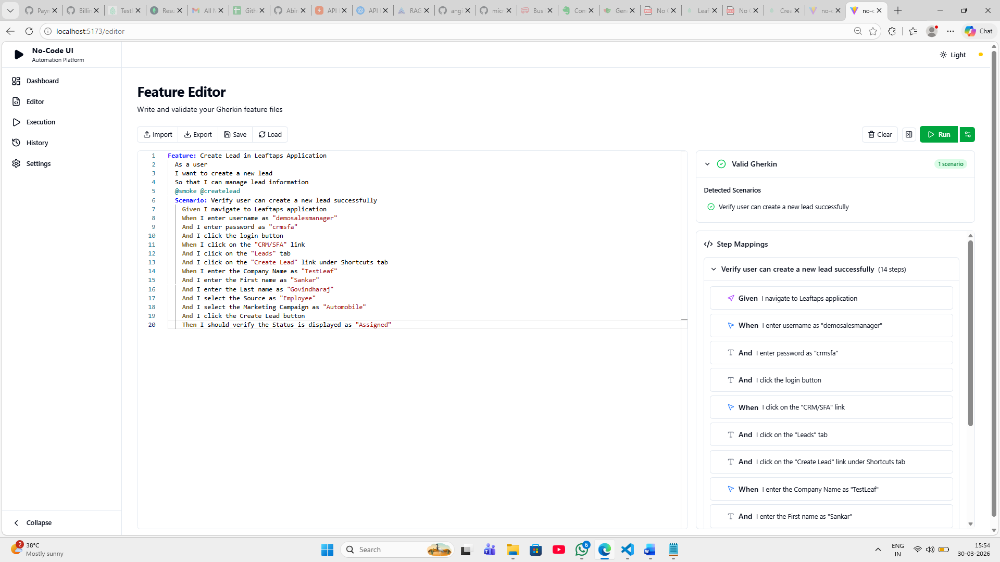 Payn
Billin
Testl
Resu
All M
Gith
Abir
API
API
RAG
ang
micr
Bus
Con
Gen
No
Leaf
No
Crea
no-c
no-c
localhost:5173/editor
Chat
No-Code UI
Automation Platform
Light
Dashboard
Editor
Execution
History
Settings
Collapse
Feature Editor
Write and validate your Gherkin feature files
Import
Export
Save
Load
Clear
Run
1 Feature: Create Lead in Leaftaps Application
2 As a user
3 I want to create a new lead
4 So that I can manage lead information
5 @smoke @createlead
6 Scenario: Verify user can create a new lead successfully
7 Given I navigate to Leaftaps application
8 When I enter username as "demosalesmanager"
9 And I enter password as "crmsfa"
10 And I click the login button
11 When I click on the "CRM/SFA" link
12 And I click on the "Leads" tab
13 And I click on the "Create Lead" link under Shortcuts tab
14 When I enter the Company Name as "TestLeaf"
15 And I enter the First name as "Sankar"
16 And I enter the Last name as "Govindharaj"
17 And I select the Source as "Employee"
18 And I select the Marketing Campaign as "Automobile"
19 And I click the Create Lead button
20 Then I should verify the Status is displayed as "Assigned"
Valid Gherkin
1 scenario
Detected Scenarios
Verify user can create a new lead successfully
Step Mappings
Verify user can create a new lead successfully (14 steps)
Given I navigate to Leaftaps application
When I enter username as "demosalesmanager"
And I enter password as "crmsfa"
And I click the login button
When I click on the "CRM/SFA" link
And I click on the "Leads" tab
And I click on the "Create Lead" link under Shortcuts tab
When I enter the Company Name as "TestLeaf"
And I enter the First name as "Sankar"
2
38°C
Mostly sunny
Search
6
ENG
IN
15:54
30-03-2026